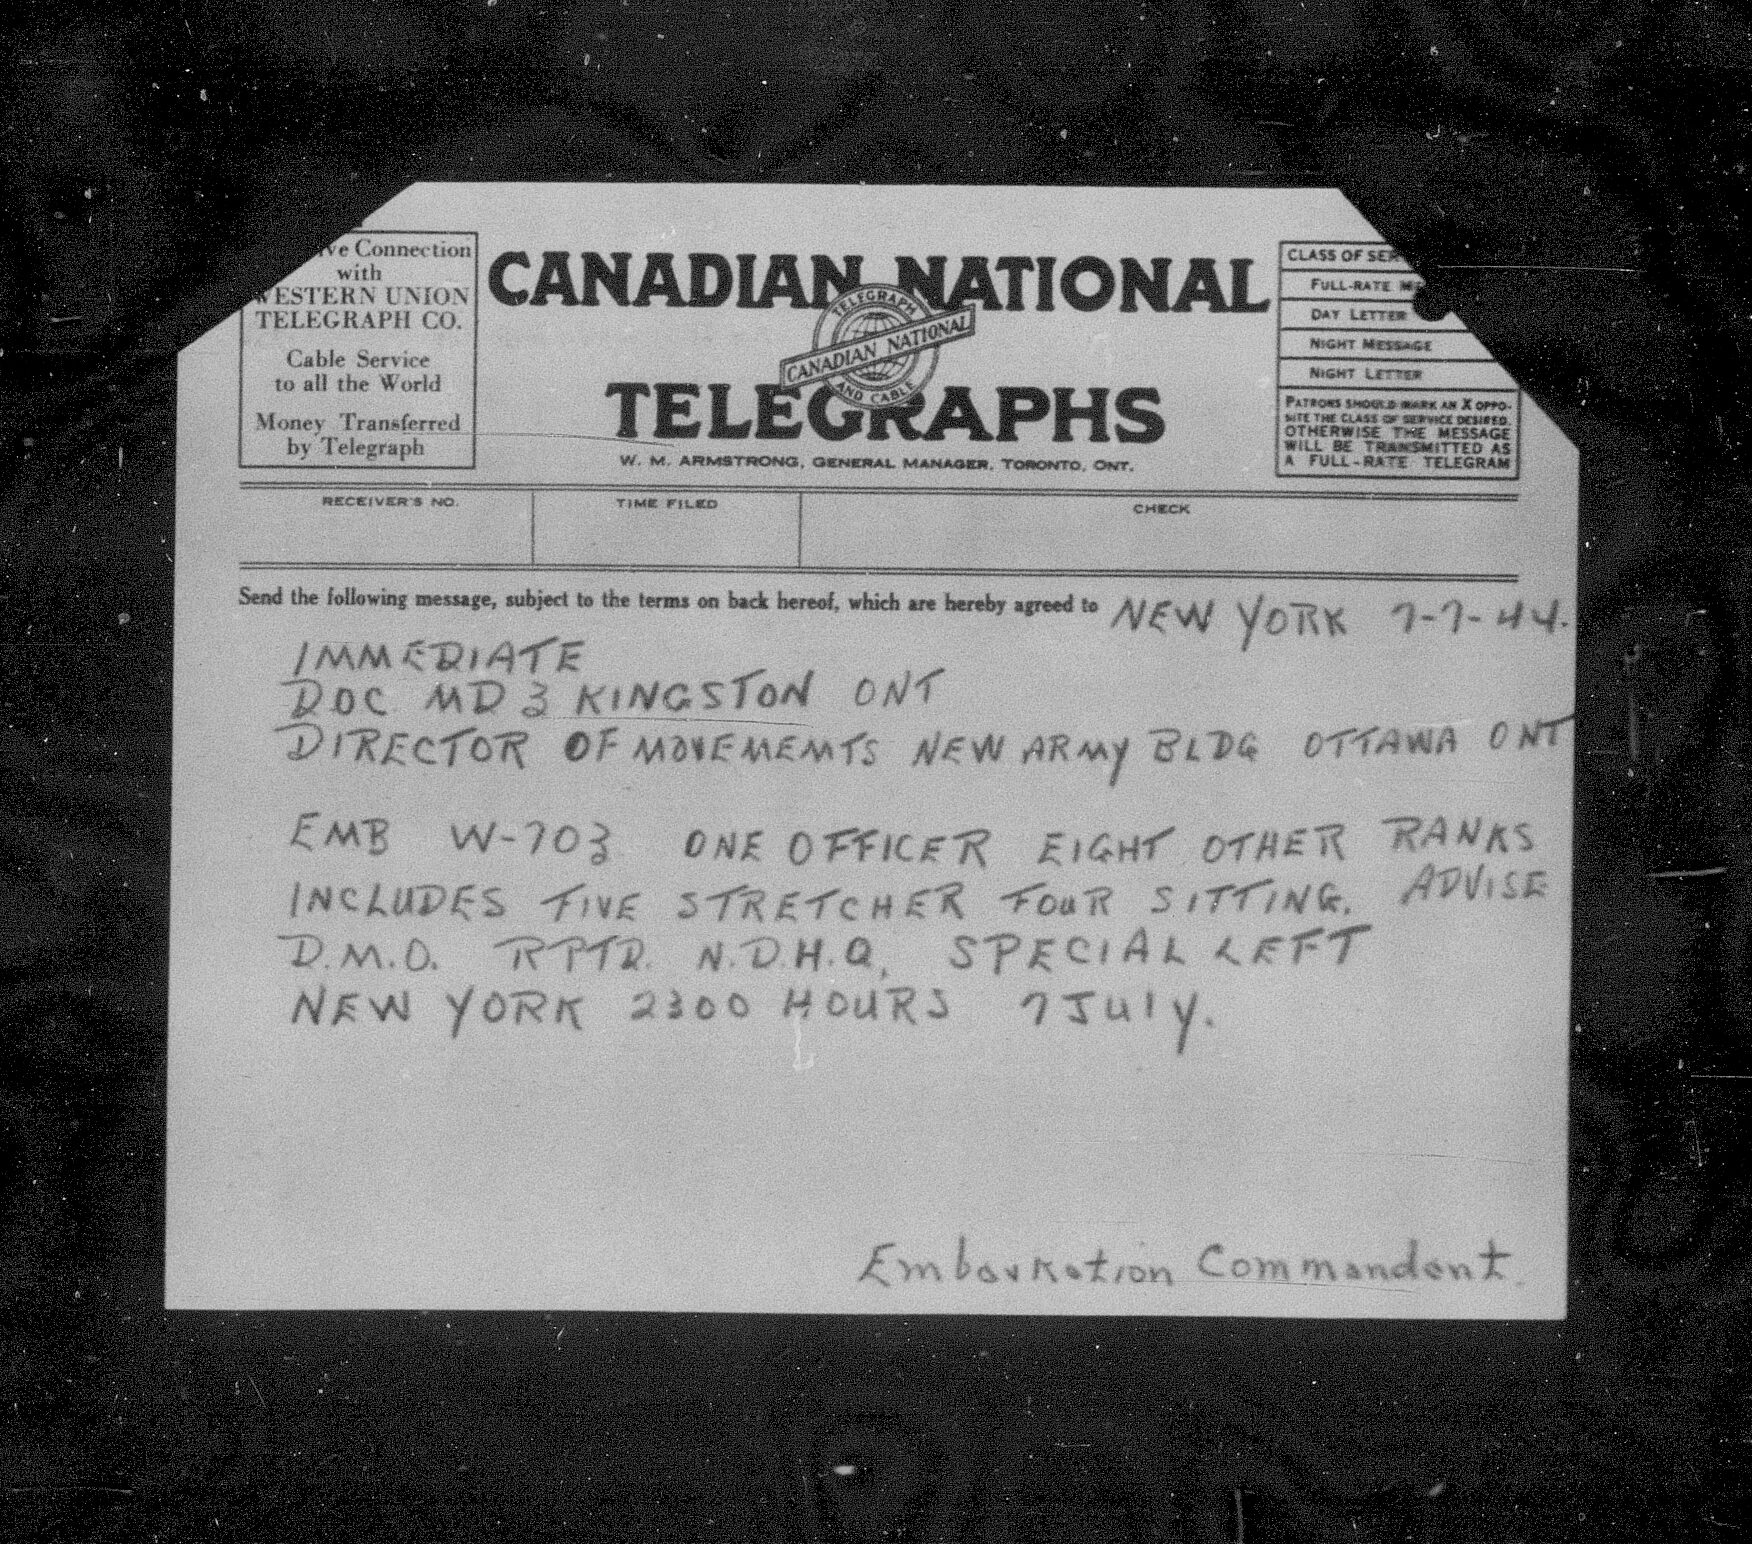 ive Connection
with
WESTERN UNION
TELEGRAPH CO.
Cable Service
to all the World
Money Transferred
by Telegraph
CANADIAN NATIONAL
TELEGRAPH
CANADIAN NATIONAL
AND CABLE
TELEGRAPHS
W. M. ARMSTRONG, GENERAL MANAGER, TORONTO, ONT.
CLASS OF SER
FULL-RATE ME
DAY LETTER
NIGHT MESSAGE
NIGHT LETTER
PATRONS SHOULD MARK AN X OPPO-
SITE THE CLASS OF SERVICE DESIRED.
OTHERWISE THE MESSAGE
WILL BE TRANSMITTED AS
A FULL-RATE TELEGRAM
RECEIVER'S NO. TIME FILED CHECK
Send the following message, subject to the terms on back hereof, which are hereby agreed to NEW YORK 7-7-44.
IMMEDIATE
DOC MD 3 KINGSTON ONT
DIRECTOR OF MOVEMEMTS NEW ARMY BLDG OTTAWA ONT
EMB W-703 ONE OFFICER EIGHT OTHER RANKS
INCLUDES FIVE STRETCHER FOUR SITTING. ADVISE
D.M.O. RPTD. N.D.H.Q, SPECIAL LEFT
NEW YORK 2300 HOURS 7 July.
Embarkation Commandant.